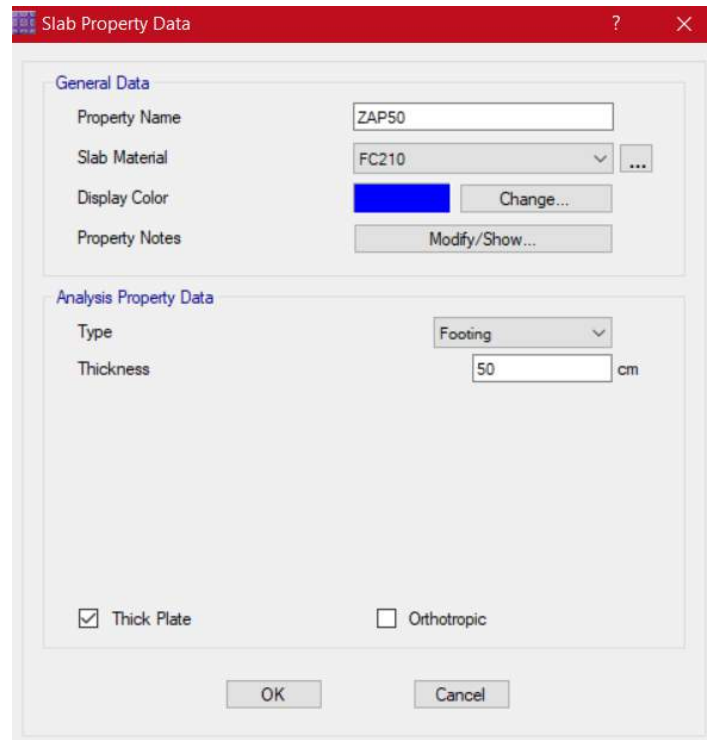 Slab Property Data ? ×
General Data
Property Name ZAP50
Slab Material FC210 ...
Display Color Change...
Property Notes Modify/Show...
Analysis Property Data
Type Footing
Thickness 50 cm
Thick Plate Orthotropic
OK Cancel